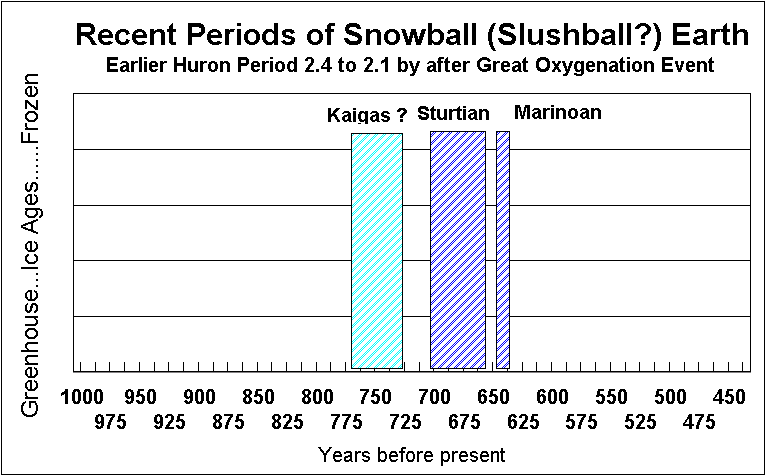 Recent Periods of Snowball (Slushball?) Earth
Earlier Huron Period 2.4 to 2.1 by after Great Oxygenation Event
Greenhouse...Ice Ages......Frozen
Kaigas ? Sturtian Marinoan
1000 950 900 850 800 750 700 650 600 550 500 450
975 925 875 825 775 725 675 625 575 525 475
Years before present